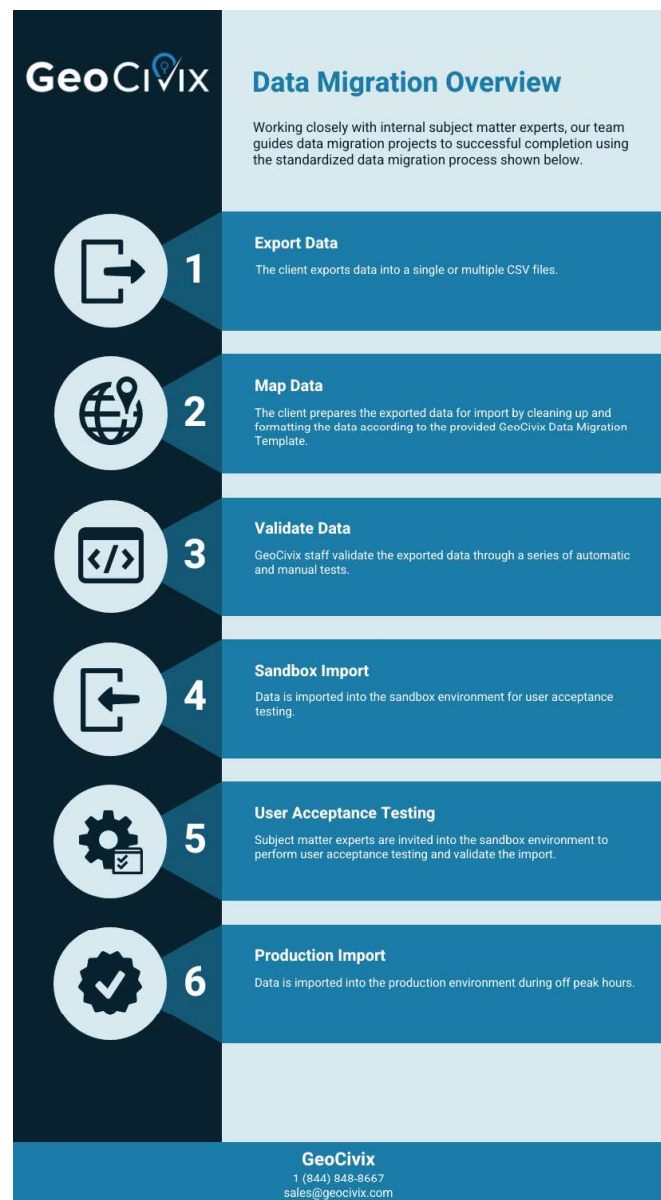 GeoCivix
Data Migration Overview
Working closely with internal subject matter experts, our team
guides data migration projects to successful completion using
the standardized data migration process shown below.
1
Export Data
The client exports data into a single or multiple CSV files.
2
Map Data
The client prepares the exported data for import by cleaning up and
formatting the data according to the provided GeoCivix Data Migration
Template.
</>
3
Validate Data
GeoCivix staff validate the exported data through a series of automatic
and manual tests.
4
Sandbox Import
Data is imported into the sandbox environment for user acceptance
testing.
5
User Acceptance Testing
Subject matter experts are invited into the sandbox environment to
perform user acceptance testing and validate the import.
6
Production Import
Data is imported into the production environment during off peak hours.
GeoCivix
1 (844) 848-8667
sales@geocivix.com